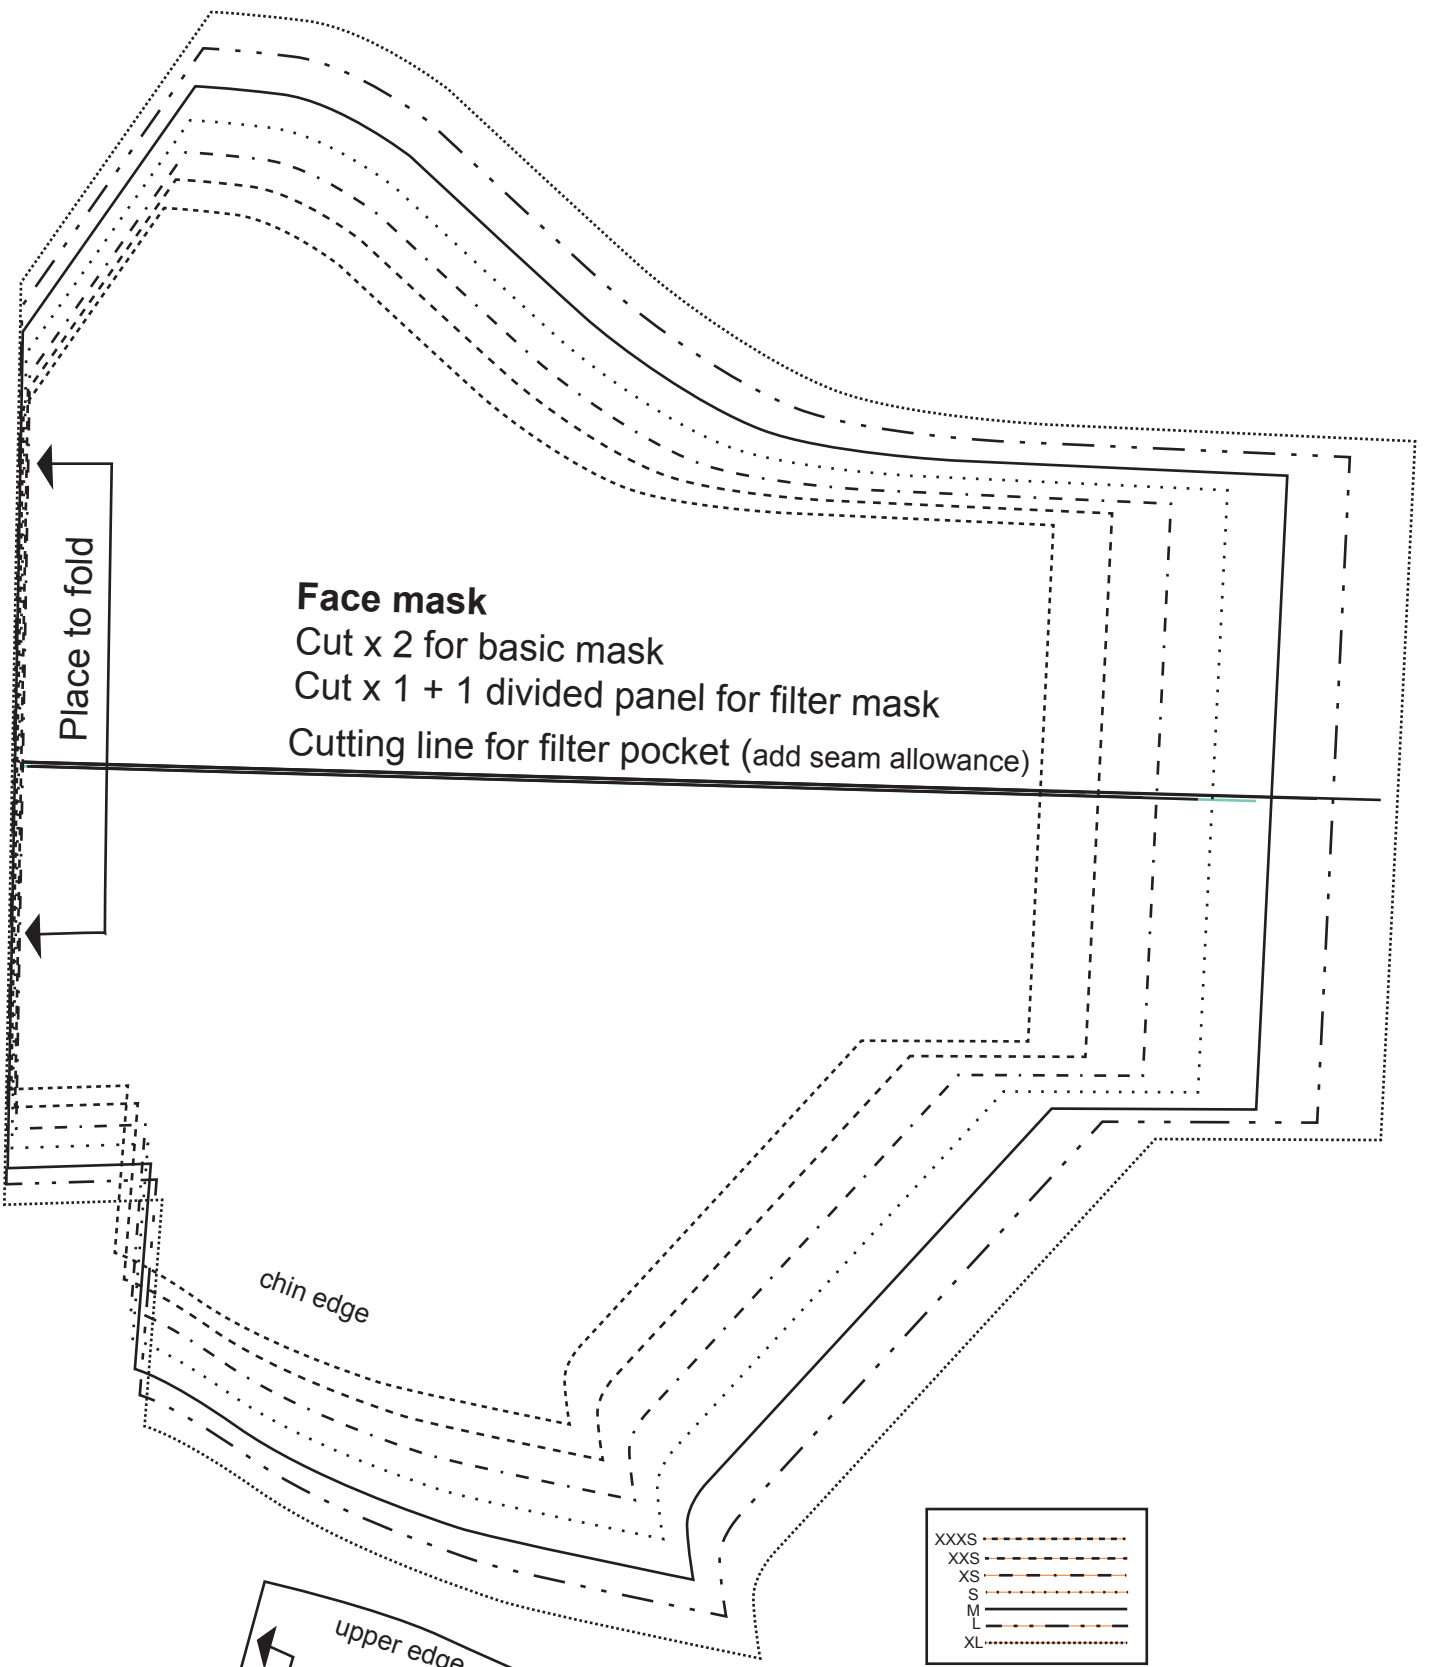 Place to fold
Face mask
Cut x 2 for basic mask
Cut x 1 + 1 divided panel for filter mask
Cutting line for filter pocket (add seam allowance)
chin edge
XXXS
XXS
XS
S
M
L
XL
upper edge